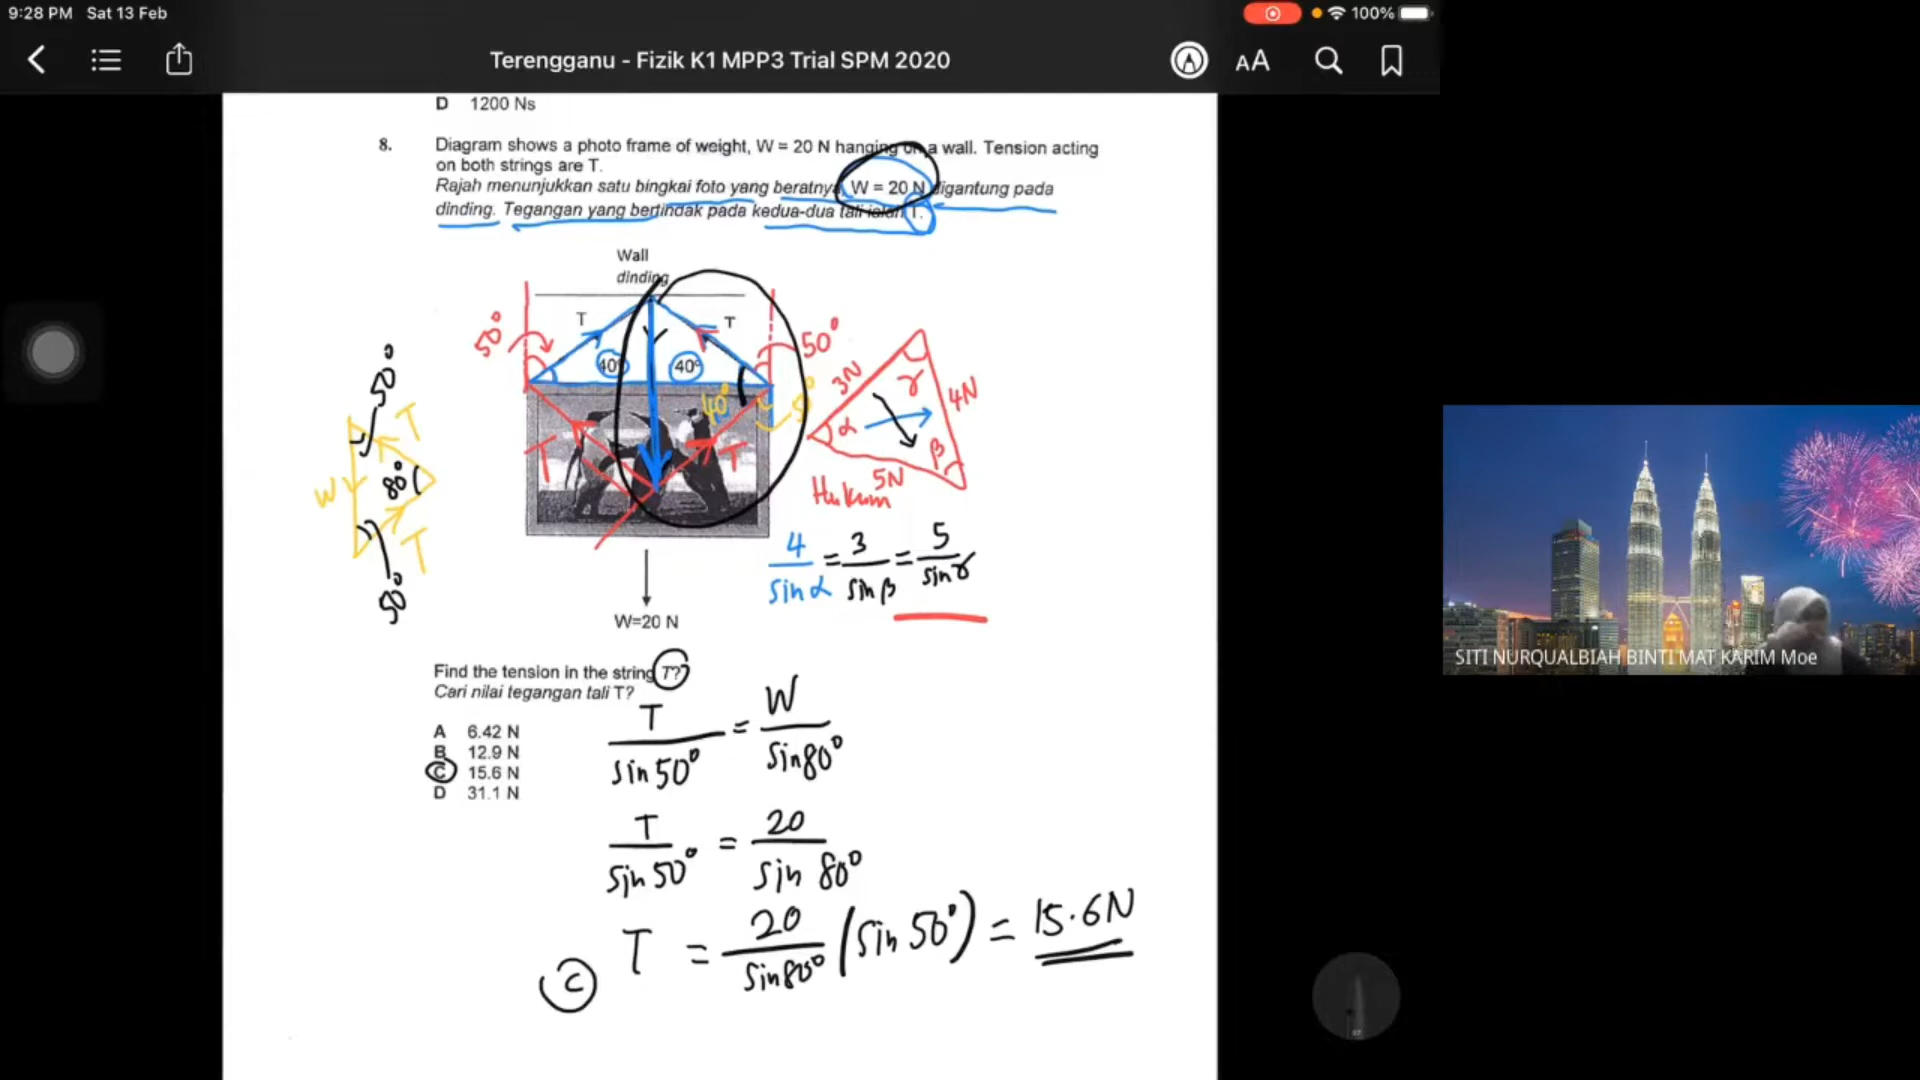 9:28 PM Sat 13 Feb
100%
Terengganu - Fizik K1 MPP3 Trial SPM 2020
AA
D 1200 Ns
8. Diagram shows a photo frame of weight, W = 20 N hanging on a wall. Tension acting
on both strings are T.
Rajah menunjukkan satu bingkai foto yang beratnya W = 20 N digantung pada
dinding. Tegangan yang bertindak pada kedua-dua tali ialah T.
Wall
dinding
T
T
50°
50°
40°
40°
40°
T
T
50°
T
W
80°
T
50°
3N
4N
5N
α
γ
β
Hukum
4/sin α = 3/sin β = 5/sin γ
W=20 N
Find the tension in the string T?
Cari nilai tegangan tali T?
A 6.42 N
B 12.9 N
C 15.6 N
D 31.1 N
T/sin 50° = W/sin 80°
T/sin 50° = 20/sin 80°
T = 20/sin 80° (sin 50°) = 15.6 N
C
SITI NURQUALBIAH BINTI MAT KARIM Moe